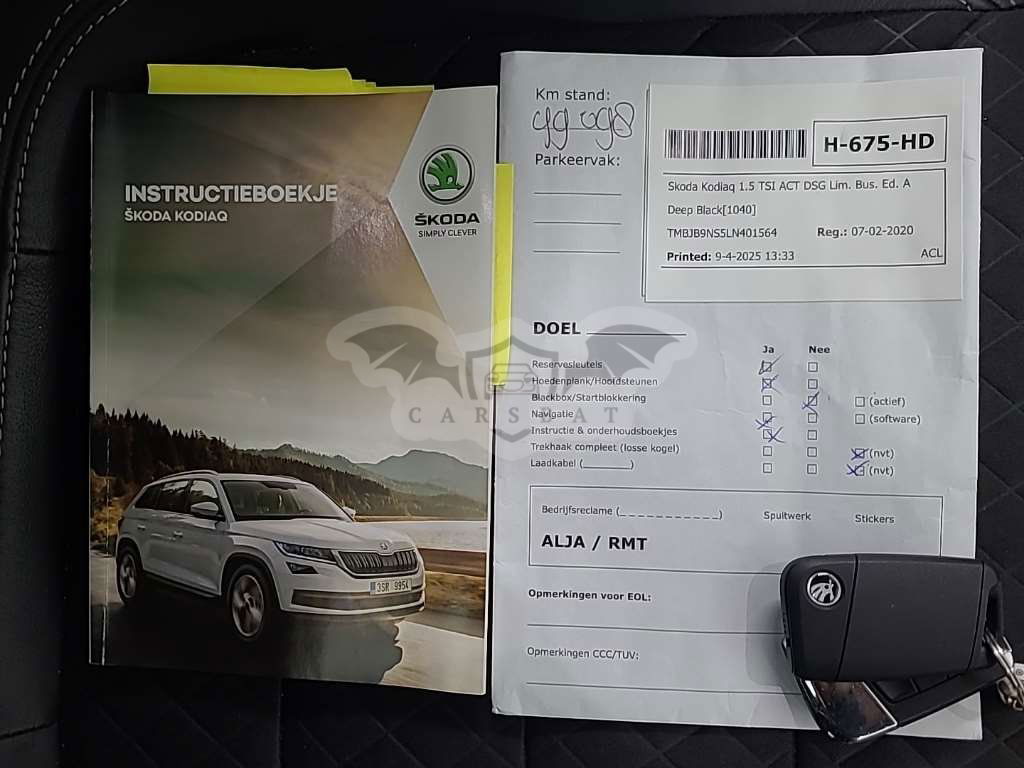 INSTRUCTIEBOEKJE
ŠKODA KODIAQ
ŠKODA
SIMPLY CLEVER
3SR 9954
Km stand:
99 098
Parkeervak:
H-675-HD
Skoda Kodiaq 1.5 TSI ACT DSG Lim. Bus. Ed. A
Deep Black[1040]
TMBJB9NS5LN401564 Reg.: 07-02-2020
Printed: 9-4-2025 13:33 ACL
DOEL
Ja Nee
Reservesleutels
Hoedenplank/Hoofdsteunen
Blackbox/Startblokkering (actief)
Navigatie (software)
Instructie & onderhoudsboekjes
Trekhaak compleet (losse kogel) (nvt)
Laadkabel (________) (nvt)
Bedrijfsreclame (_ _ _ _ _ _ _ _ _ _) Spuitwerk Stickers
ALJA / RMT
Opmerkingen voor EOL:
Opmerkingen CCC/TUV:
CARSEAT